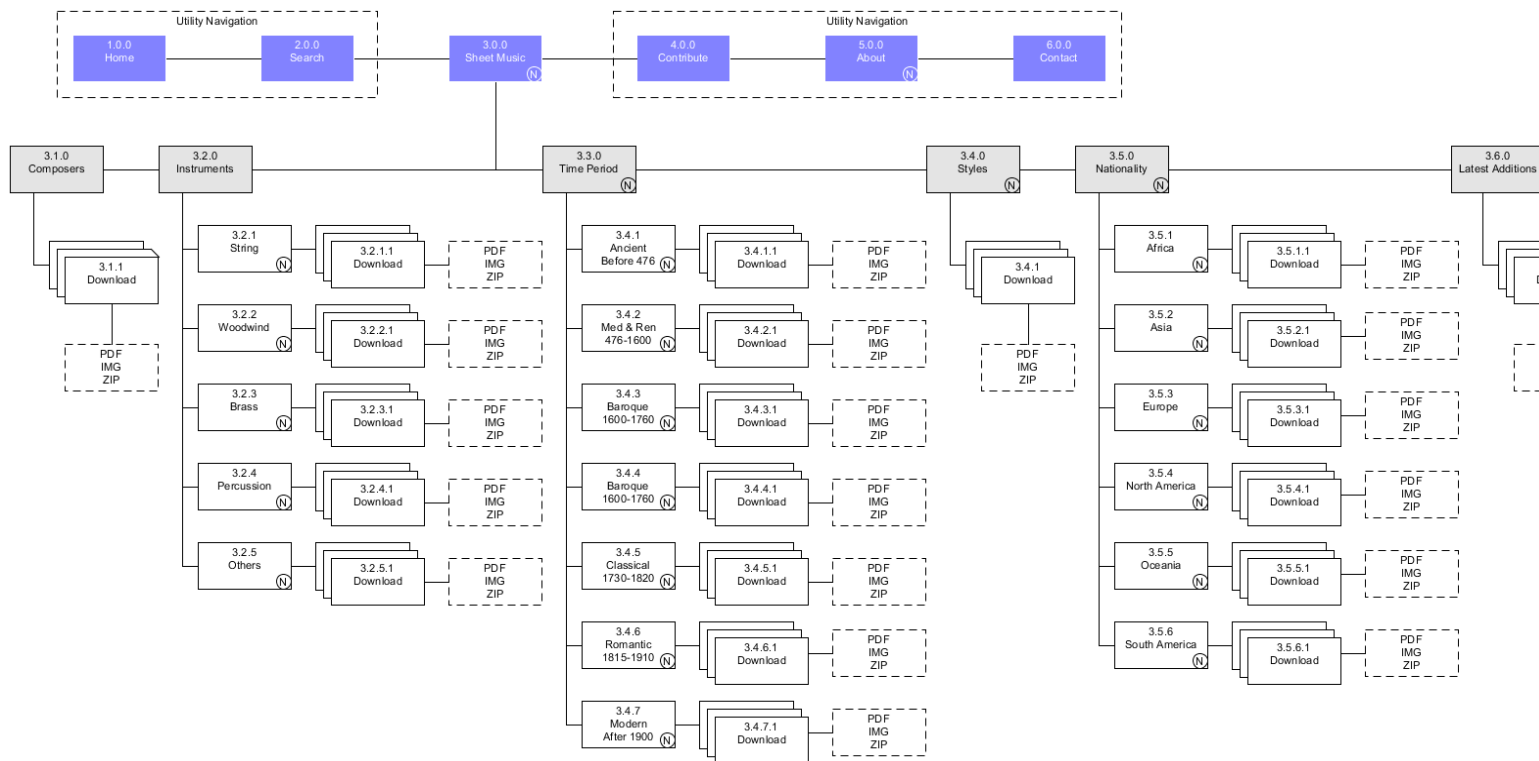 Utility Navigation
Utility Navigation
1.0.0
Home
2.0.0
Search
3.0.0
Sheet Music
N
4.0.0
Contribute
5.0.0
About
N
6.0.0
Contact
3.1.0
Composers
3.2.0
Instruments
3.3.0
Time Period
N
3.4.0
Styles
N
3.5.0
Nationality
N
3.6.0
Latest Additions
3.1.1
Download
PDF
IMG
ZIP
3.2.1
String
N
3.2.1.1
Download
PDF
IMG
ZIP
3.2.2
Woodwind
N
3.2.2.1
Download
PDF
IMG
ZIP
3.2.3
Brass
N
3.2.3.1
Download
PDF
IMG
ZIP
3.2.4
Percussion
N
3.2.4.1
Download
PDF
IMG
ZIP
3.2.5
Others
N
3.2.5.1
Download
PDF
IMG
ZIP
3.4.1
Ancient
Before 476
N
3.4.1.1
Download
PDF
IMG
ZIP
3.4.2
Med & Ren
476-1600
N
3.4.2.1
Download
PDF
IMG
ZIP
3.4.3
Baroque
1600-1760
N
3.4.3.1
Download
PDF
IMG
ZIP
3.4.4
Baroque
1600-1760
N
3.4.4.1
Download
PDF
IMG
ZIP
3.4.5
Classical
1730-1820
N
3.4.5.1
Download
PDF
IMG
ZIP
3.4.6
Romantic
1815-1910
N
3.4.6.1
Download
PDF
IMG
ZIP
3.4.7
Modern
After 1900
N
3.4.7.1
Download
PDF
IMG
ZIP
3.4.1
Download
PDF
IMG
ZIP
3.5.1
Africa
N
3.5.1.1
Download
PDF
IMG
ZIP
3.5.2
Asia
N
3.5.2.1
Download
PDF
IMG
ZIP
3.5.3
Europe
N
3.5.3.1
Download
PDF
IMG
ZIP
3.5.4
North America
N
3.5.4.1
Download
PDF
IMG
ZIP
3.5.5
Oceania
N
3.5.5.1
Download
PDF
IMG
ZIP
3.5.6
South America
N
3.5.6.1
Download
PDF
IMG
ZIP